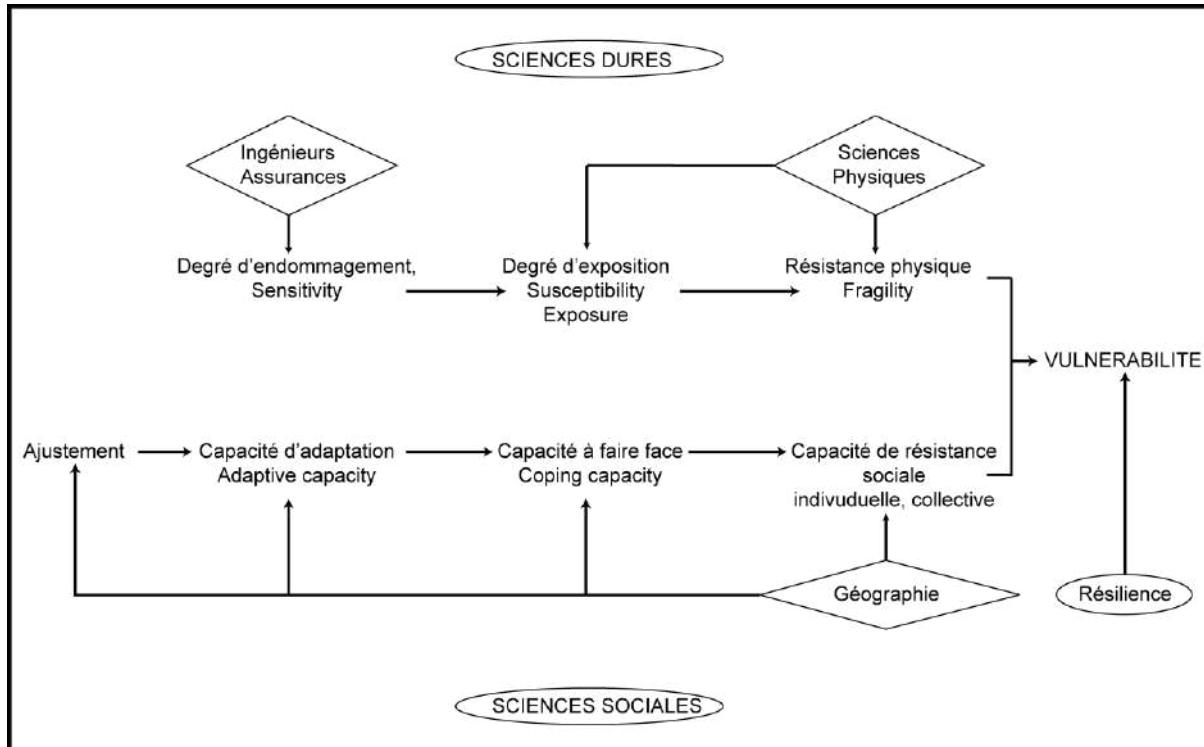 SCIENCES DURES
Ingénieurs
Assurances
Sciences
Physiques
Degré d'endommagement,
Sensitivity
Degré d'exposition
Susceptibility
Exposure
Résistance physique
Fragility
VULNERABILITE
Ajustement
Capacité d'adaptation
Adaptive capacity
Capacité à faire face
Coping capacity
Capacité de résistance
sociale
indivuduelle, collective
Géographie
Résilience
SCIENCES SOCIALES